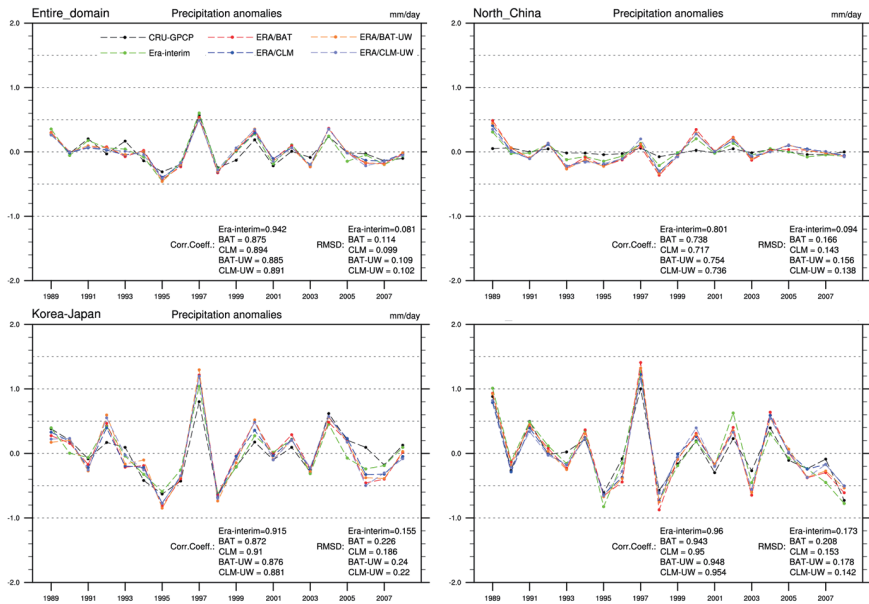 Entire_domain Precipitation anomalies mm/day
CRU-GPCP ERA/BAT ERA/BAT-UW
Era-interim ERA/CLM ERA/CLM-UW
2.0
1.0
0.0
-1.0
-2.0
Era-interim=0.942 Era-interim=0.081
BAT = 0.875 BAT = 0.114
Corr.Coeff.: CLM = 0.894 RMSD: CLM = 0.099
BAT-UW = 0.885 BAT-UW = 0.109
CLM-UW = 0.891 CLM-UW = 0.102
1989 1991 1993 1995 1997 1999 2001 2003 2005 2007
North_China Precipitation anomalies mm/day
2.0
1.0
0.0
-1.0
-2.0
Era-interim=0.801 Era-interim=0.094
BAT = 0.738 BAT = 0.166
Corr.Coeff.: CLM = 0.717 RMSD: CLM = 0.143
BAT-UW = 0.754 BAT-UW = 0.156
CLM-UW = 0.736 CLM-UW = 0.138
1989 1991 1993 1995 1997 1999 2001 2003 2005 2007
Korea-Japan Precipitation anomalies mm/day
2.0
1.0
0.0
-1.0
-2.0
Era-interim=0.915 Era-interim=0.155
BAT = 0.872 BAT = 0.226
Corr.Coeff.: CLM = 0.91 RMSD: CLM = 0.186
BAT-UW = 0.876 BAT-UW = 0.24
CLM-UW = 0.881 CLM-UW = 0.22
1989 1991 1993 1995 1997 1999 2001 2003 2005 2007
2.0
1.0
0.0
-1.0
-2.0
Era-interim=0.96 Era-interim=0.173
BAT = 0.943 BAT = 0.208
Corr.Coeff.: CLM = 0.95 RMSD: CLM = 0.153
BAT-UW = 0.948 BAT-UW = 0.178
CLM-UW = 0.954 CLM-UW = 0.142
1989 1991 1993 1995 1997 1999 2001 2003 2005 2007